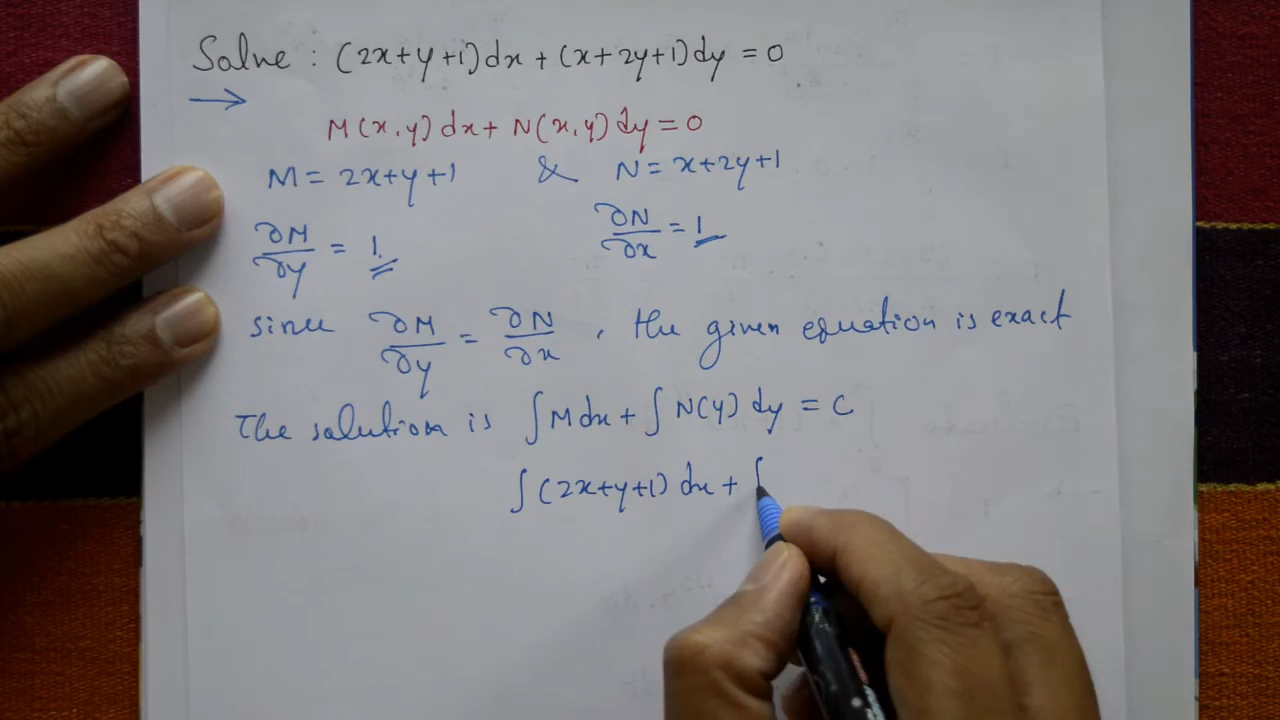 Solve : (2x+y+1)dx + (x+2y+1)dy = 0
→
M(x,y)dx + N(x,y)dy = 0
M = 2x+y+1 & N = x+2y+1
∂M/∂y = 1. ∂N/∂x = 1
since ∂M/∂y = ∂N/∂x , the given equation is exact
The solution is ∫Mdx + ∫N(y) dy = C
∫(2x+y+1) dx + ∫